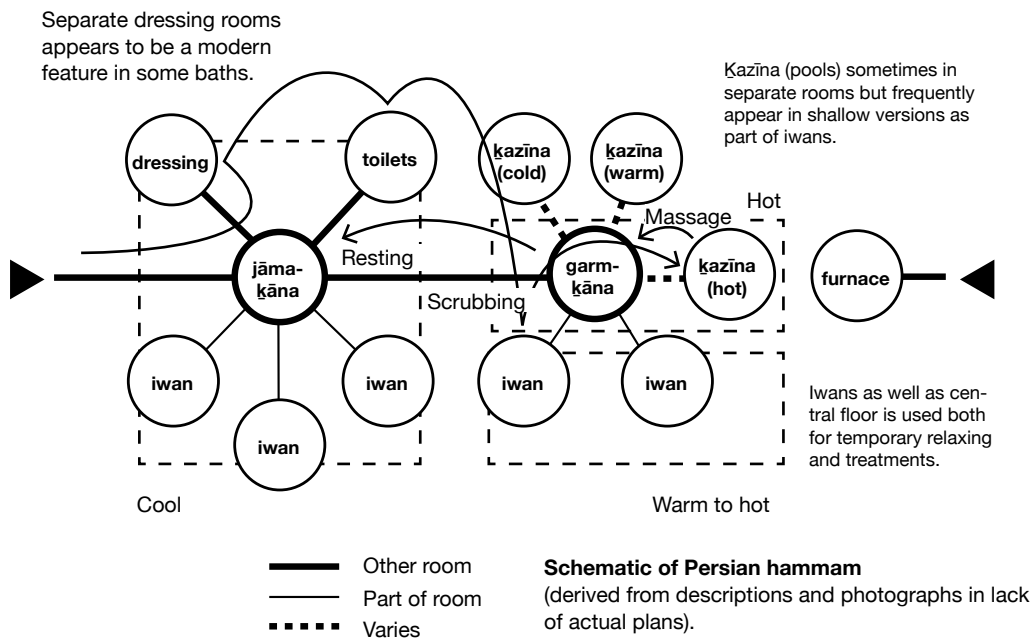 Separate dressing rooms
appears to be a modern
feature in some baths.
Ḵazīna (pools) sometimes in
separate rooms but frequently
appear in shallow versions as
part of iwans.
dressing
toilets
ḵazīna
(cold)
ḵazīna
(warm)
Hot
Massage
Resting
jāma-
ḵāna
garm-
ḵāna
ḵazīna
(hot)
furnace
Scrubbing
iwan
iwan
iwan
iwan
iwan
Iwans as well as cen-
tral floor is used both
for temporary relaxing
and treatments.
Cool
Warm to hot
Other room
Part of room
Varies
Schematic of Persian hammam
(derived from descriptions and photographs in lack
of actual plans).